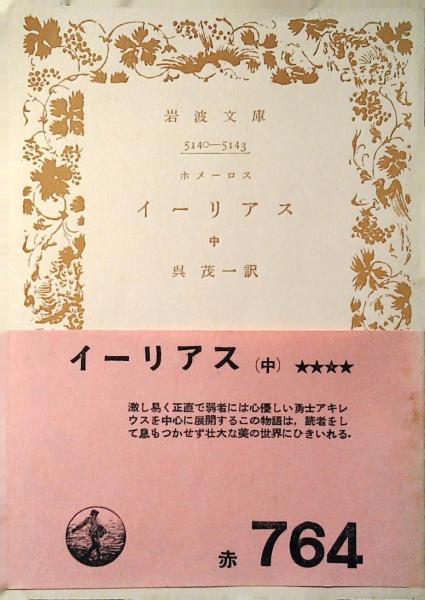 岩波文庫
5140—5143
ホメーロス
イーリアス
中
呉茂一訳
イーリアス (中) ★★★★
激し易く正直で弱者には心優しい勇士アキレ
ウスを中心に展開するこの物語は，読者をし
て息もつかせず壮大な美の世界にひきいれる．
赤 764